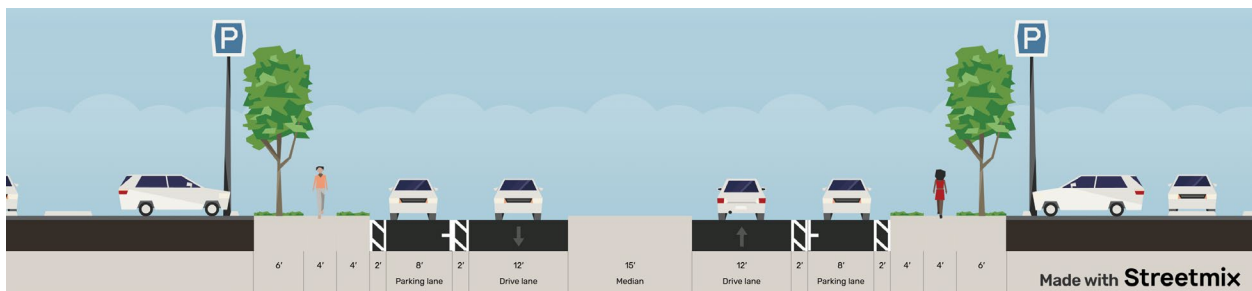 P
P
6' 4' 4' 2' 8' 2' 12' 15' 12' 2' 8' 2' 4' 4' 6'
Parking lane Drive lane Median Drive lane Parking lane
Made with Streetmix